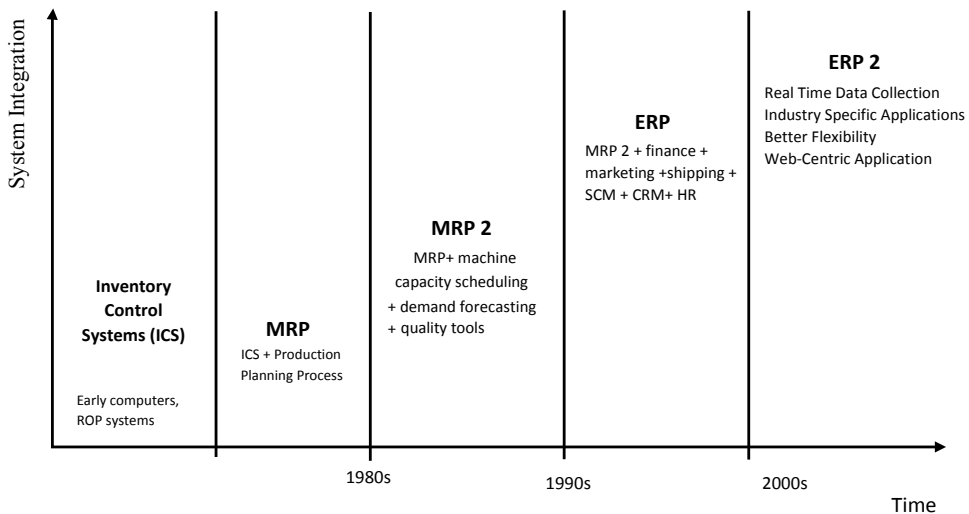 System Integration
Inventory
Control
Systems (ICS)
Early computers,
ROP systems
MRP
ICS + Production
Planning Process
MRP 2
MRP+ machine
capacity scheduling
+ demand forecasting
+ quality tools
ERP
MRP 2 + finance +
marketing +shipping +
SCM + CRM+ HR
ERP 2
Real Time Data Collection
Industry Specific Applications
Better Flexibility
Web-Centric Application
1980s
1990s
2000s
Time